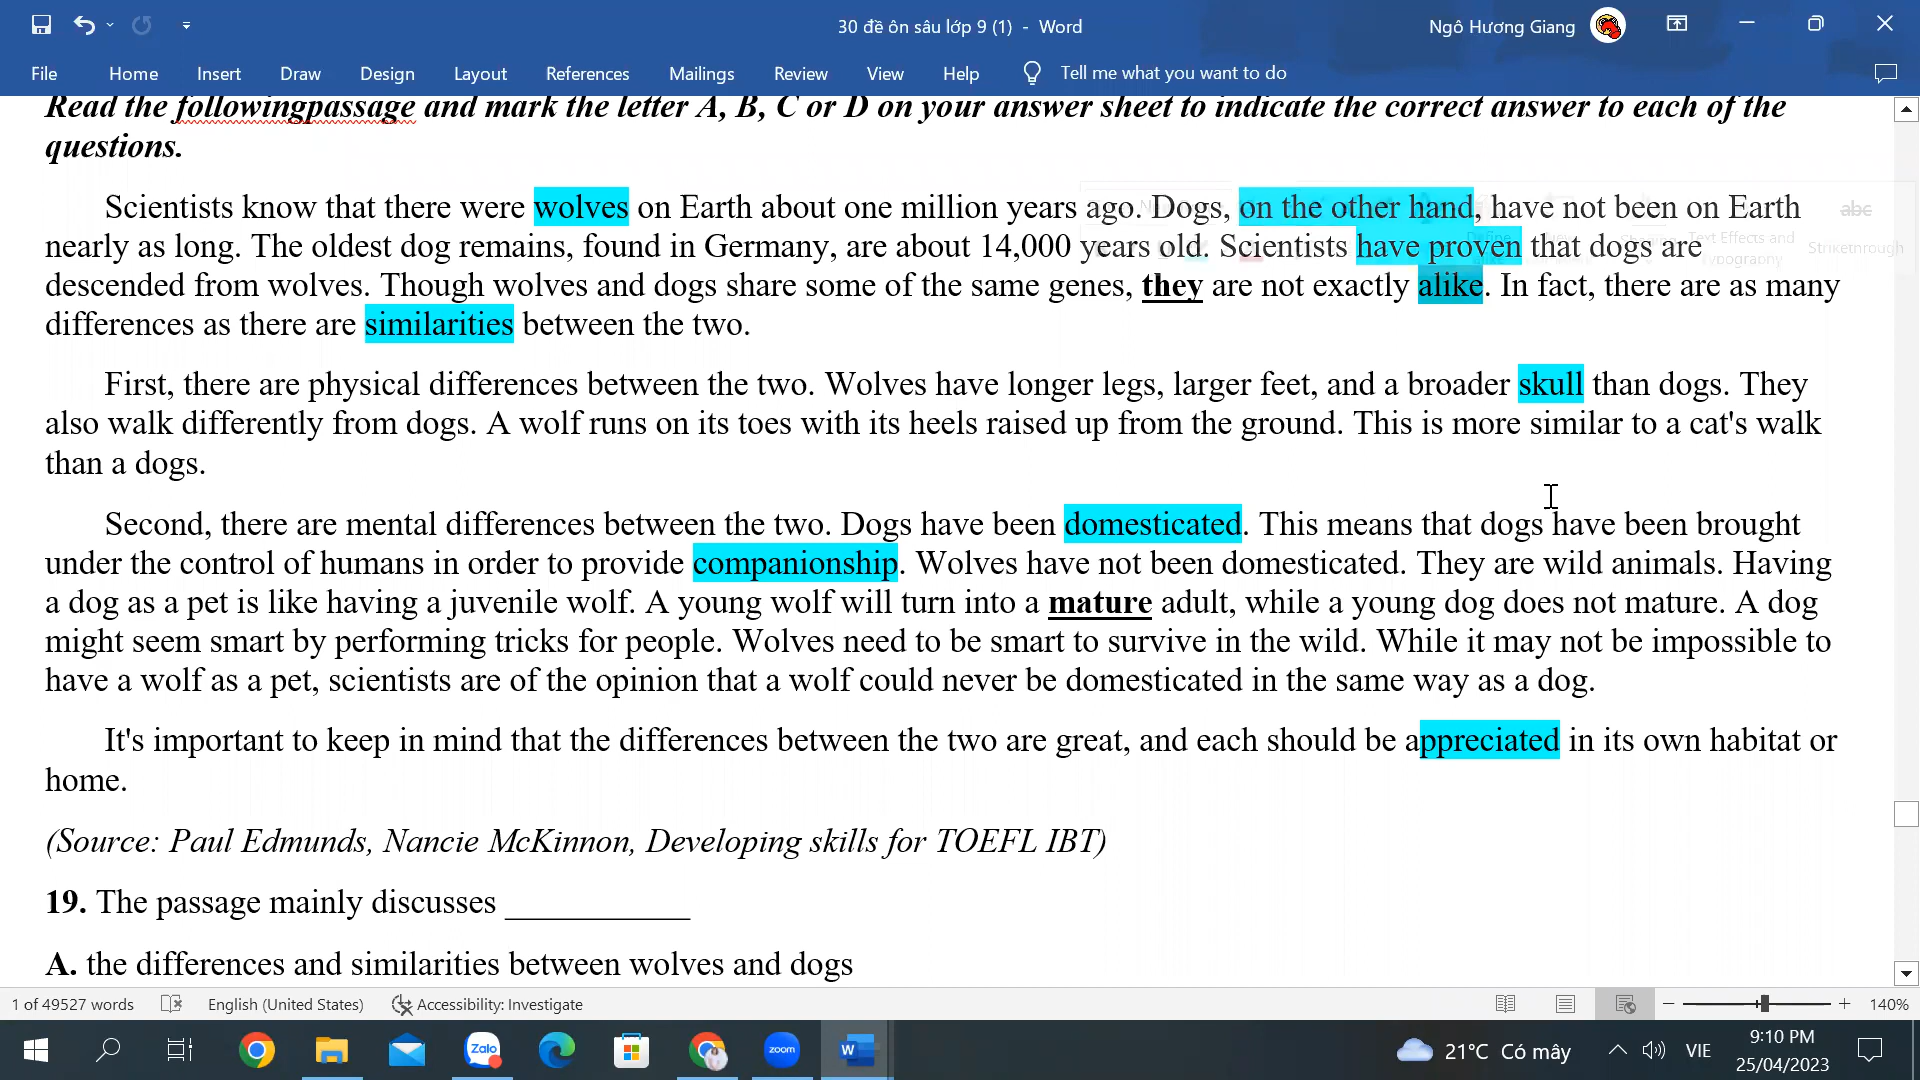 30 đề ôn sâu lớp 9 (1) - Word
Ngô Hương Giang
File Home Insert Draw Design Layout References Mailings Review View Help Tell me what you want to do
Read the followingpassage and mark the letter A, B, C or D on your answer sheet to indicate the correct answer to each of the
questions.
Scientists know that there were wolves on Earth about one million years ago. Dogs, on the other hand, have not been on Earth
nearly as long. The oldest dog remains, found in Germany, are about 14,000 years old. Scientists have proven that dogs are
descended from wolves. Though wolves and dogs share some of the same genes, they are not exactly alike. In fact, there are as many
differences as there are similarities between the two.
abc
Text Effects and
Typography
Strikethrough
First, there are physical differences between the two. Wolves have longer legs, larger feet, and a broader skull than dogs. They
also walk differently from dogs. A wolf runs on its toes with its heels raised up from the ground. This is more similar to a cat's walk
than a dogs.
Second, there are mental differences between the two. Dogs have been domesticated. This means that dogs have been brought
under the control of humans in order to provide companionship. Wolves have not been domesticated. They are wild animals. Having
a dog as a pet is like having a juvenile wolf. A young wolf will turn into a mature adult, while a young dog does not mature. A dog
might seem smart by performing tricks for people. Wolves need to be smart to survive in the wild. While it may not be impossible to
have a wolf as a pet, scientists are of the opinion that a wolf could never be domesticated in the same way as a dog.
It's important to keep in mind that the differences between the two are great, and each should be appreciated in its own habitat or
home.
(Source: Paul Edmunds, Nancie McKinnon, Developing skills for TOEFL IBT)
19. The passage mainly discusses ___________
A. the differences and similarities between wolves and dogs
1 of 49527 words English (United States) Accessibility: Investigate 140%
Zalo zoom W 21°C Có mây VIE 9:10 PM
25/04/2023